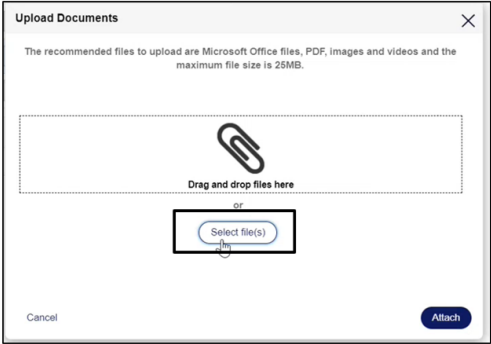 Upload Documents
The recommended files to upload are Microsoft Office files, PDF, images and videos and the
maximum file size is 25MB.
Drag and drop files here
or
Select file(s)
Cancel
Attach